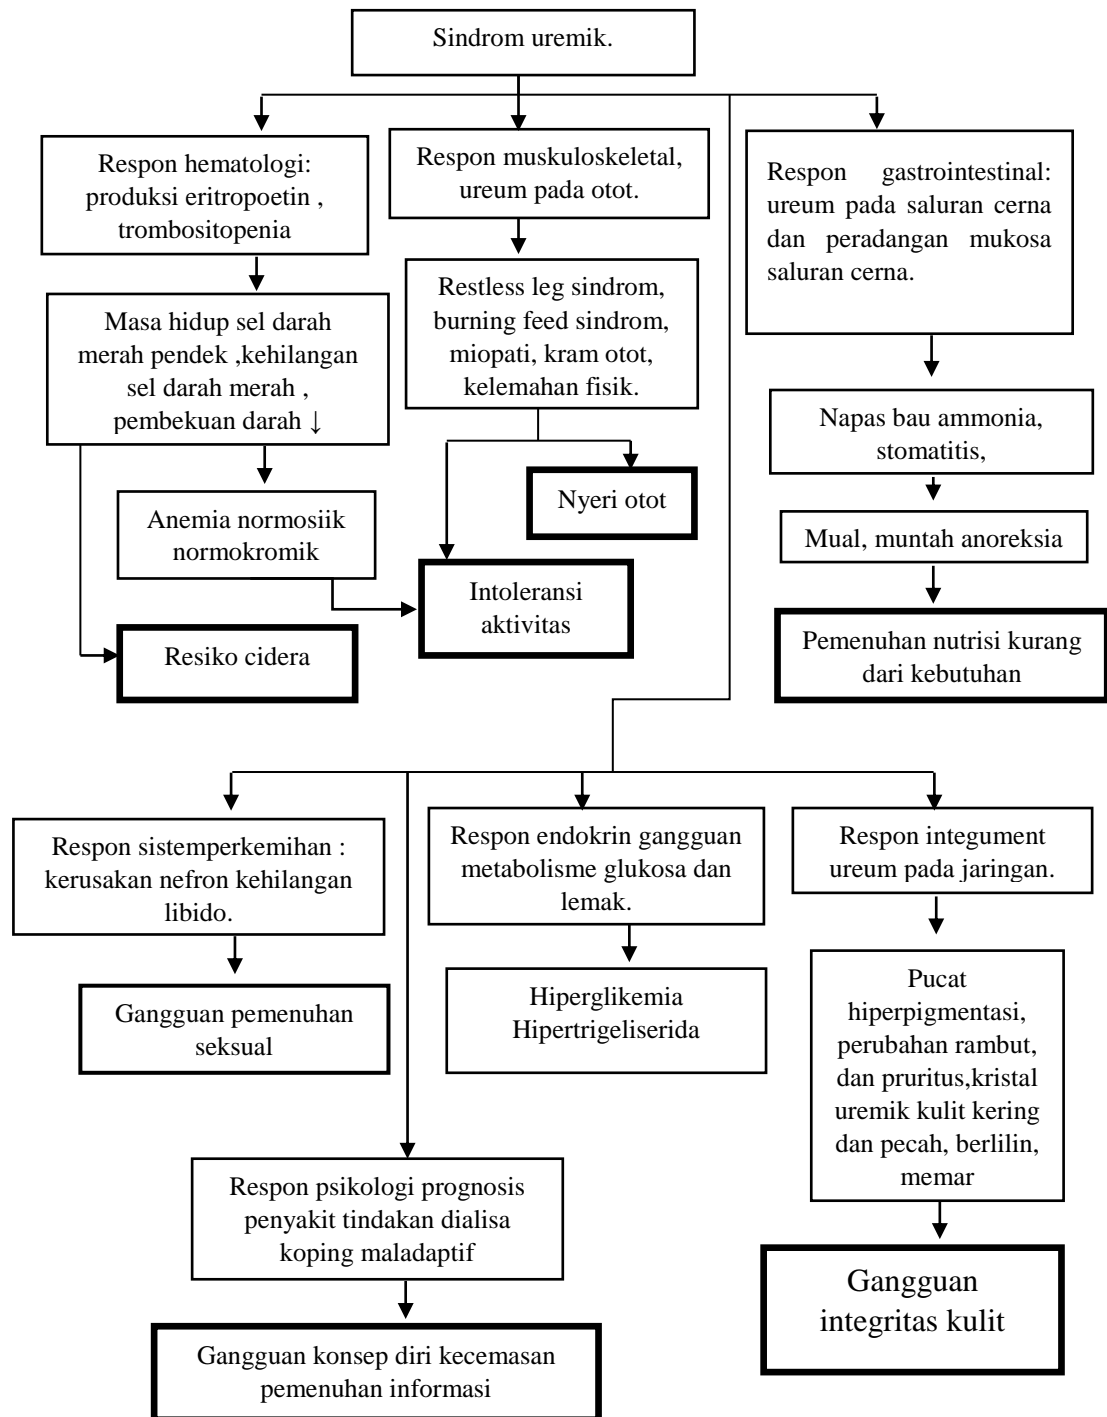 Sindrom uremik.
Respon hematologi:
produksi eritropoetin ,
trombositopenia
Respon muskuloskeletal,
ureum pada otot.
Respon gastrointestinal:
ureum pada saluran cerna
dan peradangan mukosa
saluran cerna.
Masa hidup sel darah
merah pendek ,kehilangan
sel darah merah ,
pembekuan darah ↓
Restless leg sindrom,
burning feed sindrom,
miopati, kram otot,
kelemahan fisik.
Napas bau ammonia,
stomatitis,
Nyeri otot
Anemia normosiik
normokromik
Mual, muntah anoreksia
Intoleransi
aktivitas
Resiko cidera
Pemenuhan nutrisi kurang
dari kebutuhan
Respon sistemperkemihan :
kerusakan nefron kehilangan
libido.
Respon endokrin gangguan
metabolisme glukosa dan
lemak.
Respon integument
ureum pada jaringan.
Gangguan pemenuhan
seksual
Hiperglikemia
Hipertrigeliserida
Pucat
hiperpigmentasi,
perubahan rambut,
dan pruritus,kristal
uremik kulit kering
dan pecah, berlilin,
memar
Respon psikologi prognosis
penyakit tindakan dialisa
koping maladaptif
Gangguan
integritas kulit
Gangguan konsep diri kecemasan
pemenuhan informasi